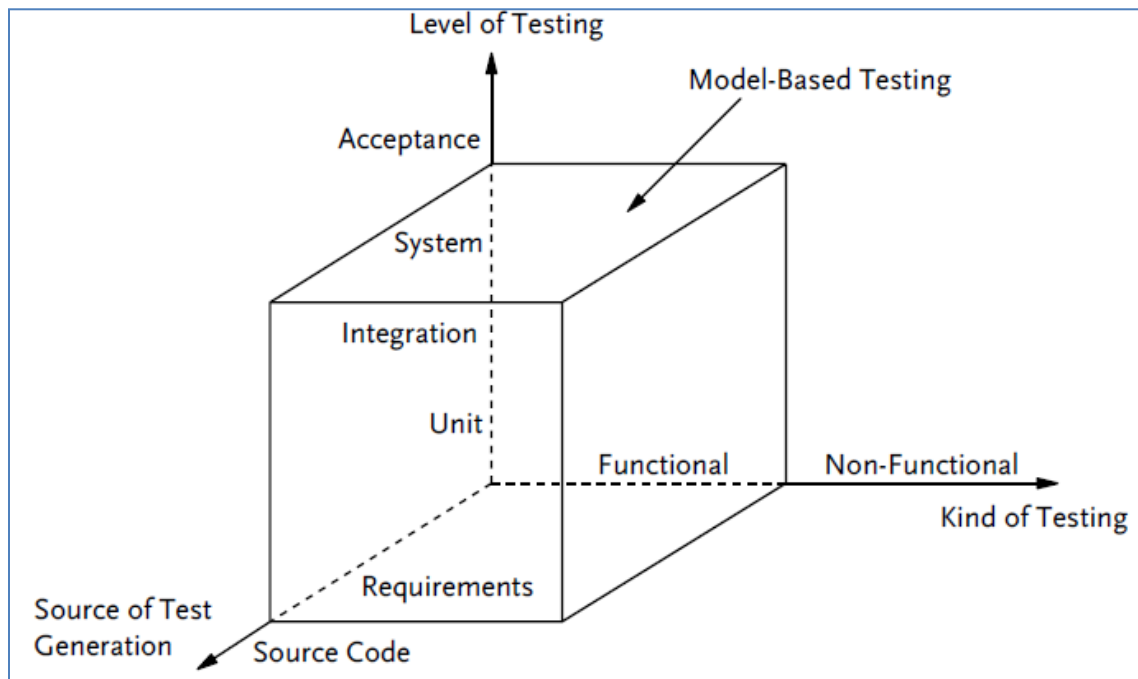 Level of Testing
Model-Based Testing
Acceptance
System
Integration
Unit
Functional
Non-Functional
Kind of Testing
Requirements
Source of Test
Generation
Source Code